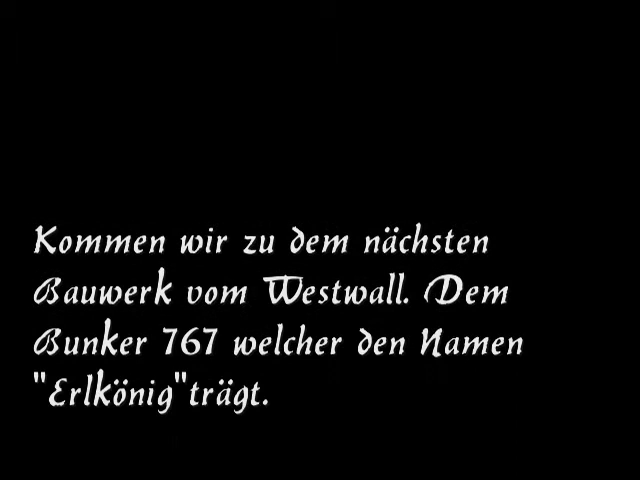 Kommen wir zu dem nächsten
Bauwerk vom Westwall. Dem
Bunker 767 welcher den Namen
"Erlkönig"trägt.